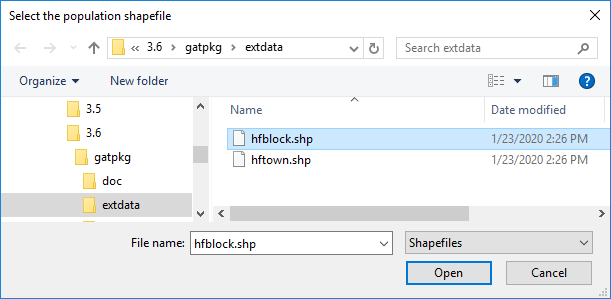 Select the population shapefile
« 3.6 › gatpkg › extdata
Search extdata
Organize
New folder
?
3.5
3.6
gatpkg
doc
extdata
Name
Date modified
hfblock.shp
1/23/2020 2:26 PM
hftown.shp
1/23/2020 2:26 PM
File name:
hfblock.shp
Shapefiles
Open
Cancel